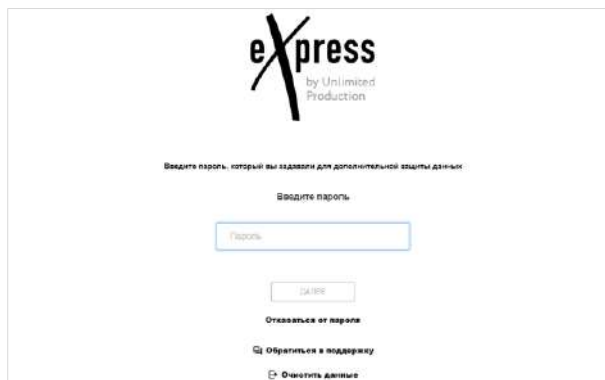 eXpress
by Unlimited
Production
Введите пароль, который вы задавали для дополнительной защиты данных
Введите пароль
Пароль
ДАЛЕЕ
Отказаться от пароля
Обратиться в поддержку
Очистить данные